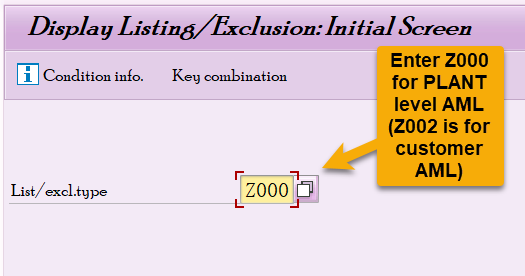 Display Listing/Exclusion: Initial Screen
Condition info. Key combination
Enter Z000
for PLANT
level AML
(Z002 is for
customer
AML)
List/excl.type Z000